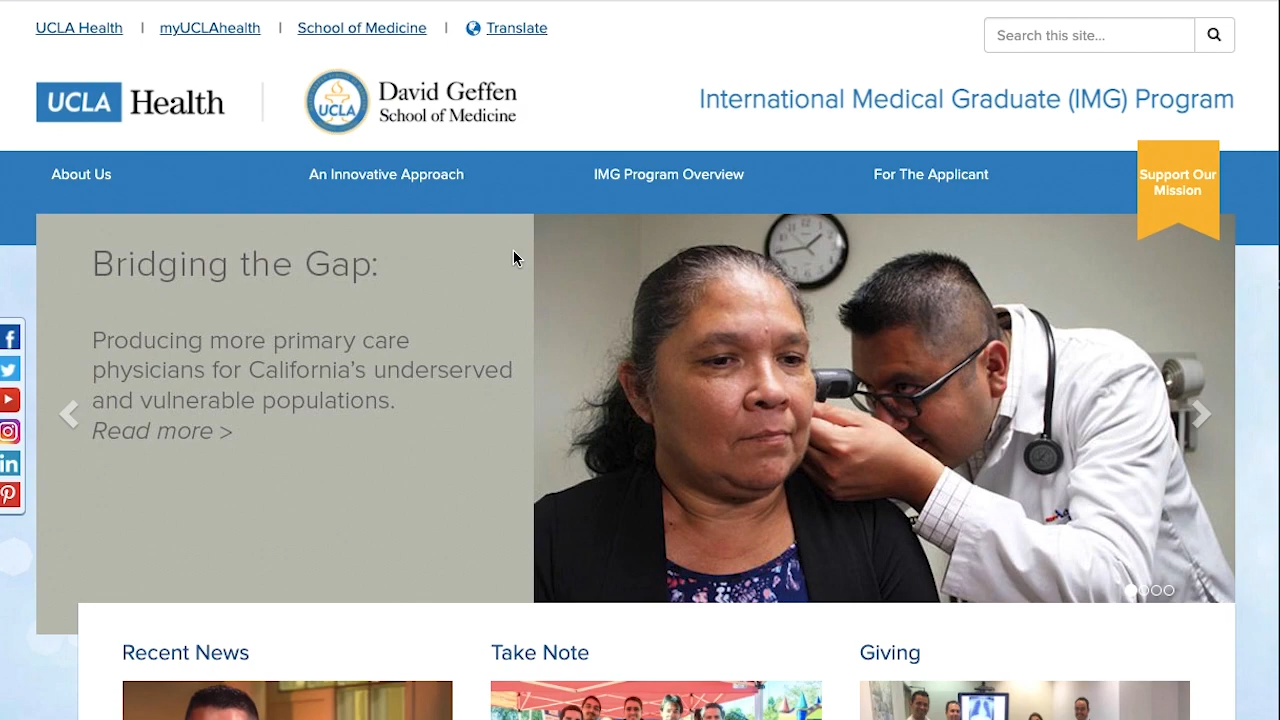 UCLA Health | myUCLAhealth | School of Medicine | Translate
Search this site...
UCLA Health
UCLA
David Geffen
School of Medicine
International Medical Graduate (IMG) Program
About Us
An Innovative Approach
IMG Program Overview
For The Applicant
Support Our
Mission
Bridging the Gap:
Producing more primary care
physicians for California's underserved
and vulnerable populations.
Read more >
Recent News
Take Note
Giving